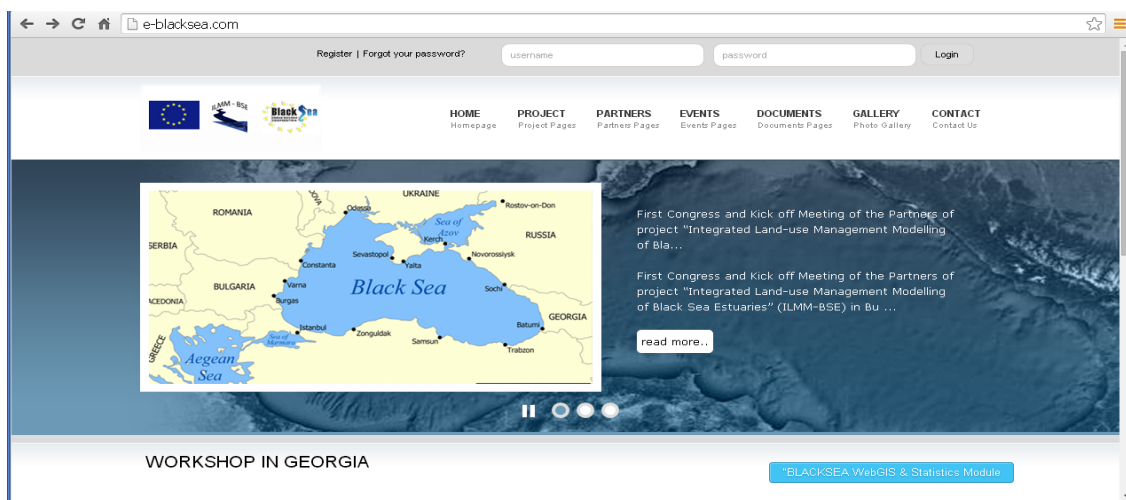 e-blacksea.com
Register | Forgot your password?
username
password
Login
ILMM - BSE
Black Sea
HOME
Homepage
PROJECT
Project Pages
PARTNERS
Partners Pages
EVENTS
Events Pages
DOCUMENTS
Documents Pages
GALLERY
Photo Gallery
CONTACT
Contact Us
UKRAINE
ROMANIA
Odessa
Rostov-on-Don
Sea of
Azov
RUSSIA
SERBIA
Kerch
Sevastopol
Novorossiysk
Constanta
Yalta
BULGARIA
Varna
Black Sea
Sochi
ACEDONIA
Burgas
GEORGIA
Batumi
Istanbul
Zonguldak
Samsun
Trabzon
Sea of
Marmara
GREECE
Aegean
Sea
First Congress and Kick off Meeting of the Partners of
project "Integrated Land-use Management Modelling
of Bla...
First Congress and Kick off Meeting of the Partners of
project "Integrated Land-use Management Modelling
of Black Sea Estuaries" (ILMM-BSE) in Bu ...
read more..
WORKSHOP IN GEORGIA
"BLACKSEA WebGIS & Statistics Module